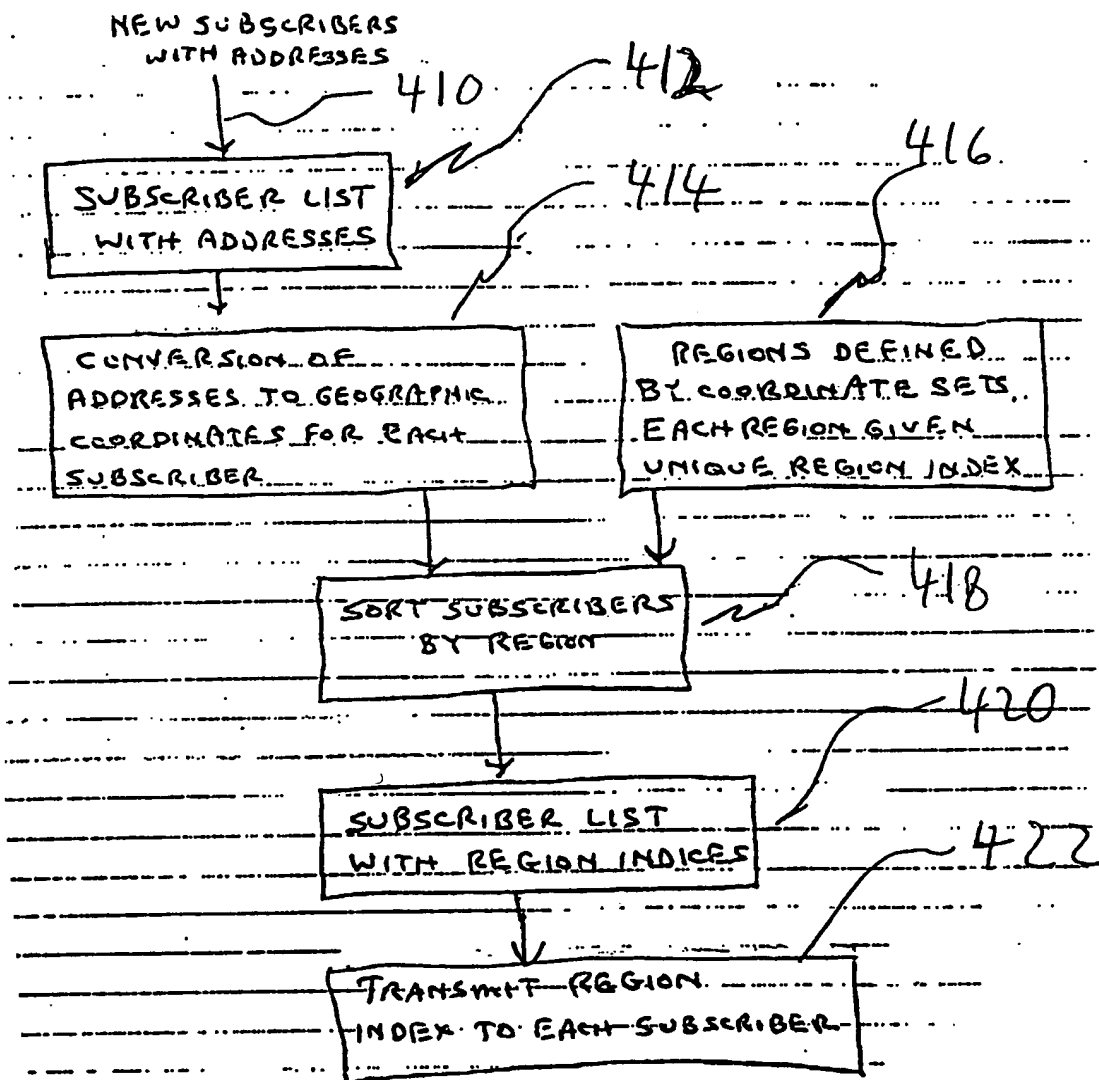 NEW SUBSCRIBERS
WITH ADDRESSES
410
412
SUBSCRIBER LIST
WITH ADDRESSES
414
416
CONVERSION OF
ADDRESSES TO GEOGRAPHIC
COORDINATES FOR EACH
SUBSCRIBER
REGIONS DEFINED
BY COORDINATE SETS,
EACH REGION GIVEN
UNIQUE REGION INDEX
SORT SUBSCRIBERS
BY REGION
418
420
SUBSCRIBER LIST
WITH REGION INDICES
422
TRANSMIT REGION
INDEX TO EACH SUBSCRIBER